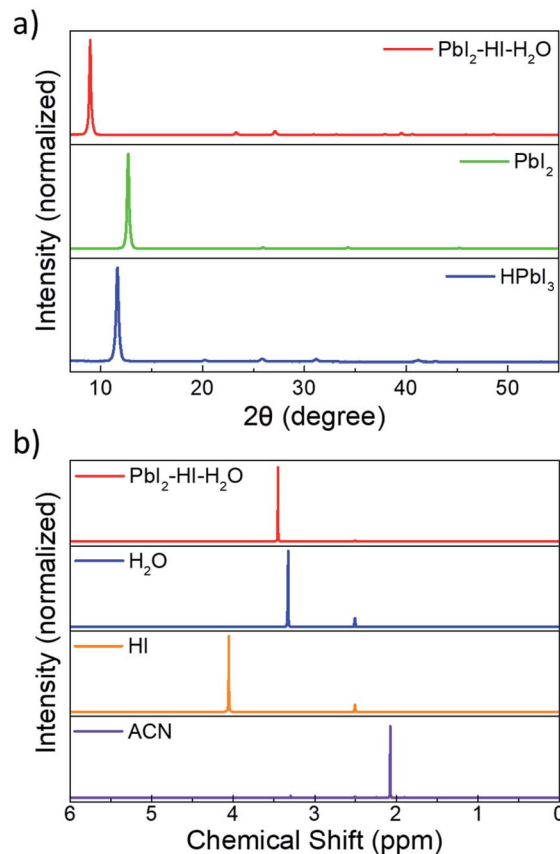 a)
PbI₂-HI-H₂O
PbI₂
HPbI₃
Intensity (normalized)
10 20 30 40 50
2θ (degree)
b)
PbI₂-HI-H₂O
H₂O
HI
ACN
Intensity (normalized)
6 5 4 3 2 1 0
Chemical Shift (ppm)